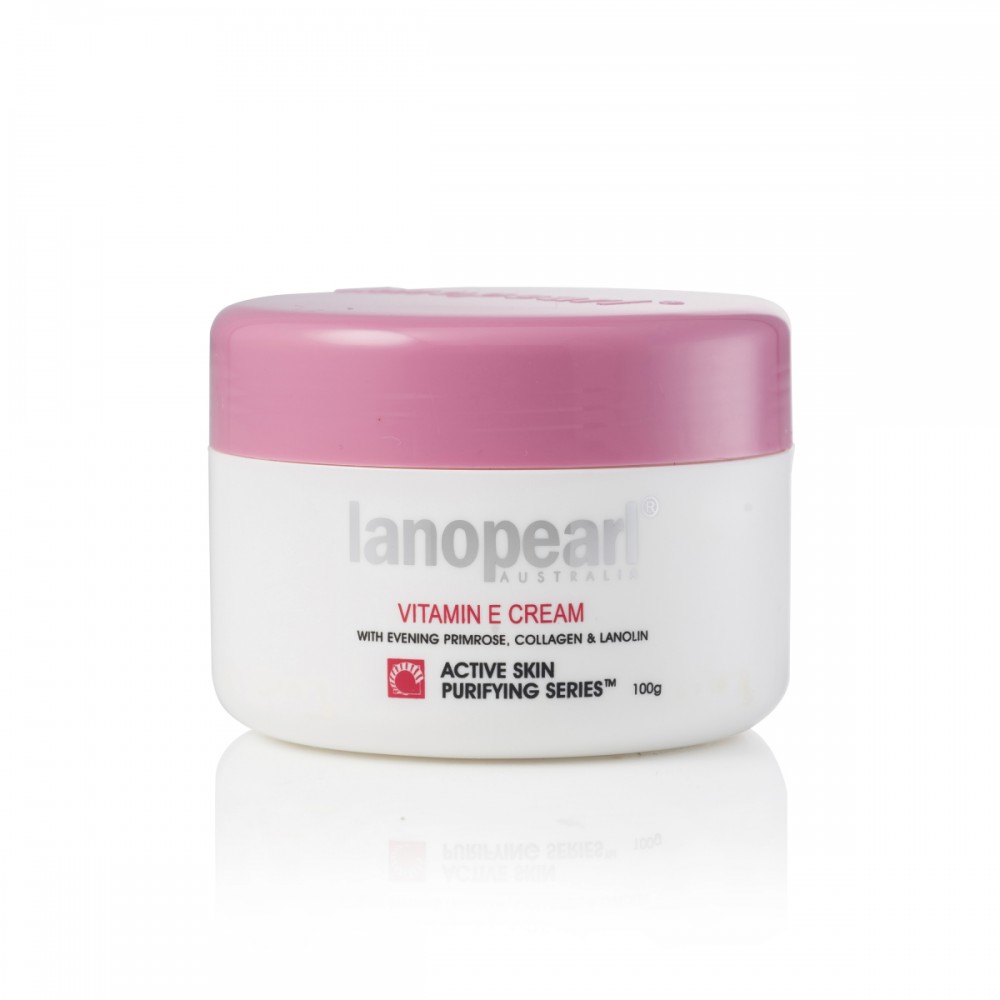 lanopearl®
AUSTRALIA
VITAMIN E CREAM
WITH EVENING PRIMROSE, COLLAGEN & LANOLIN
ACTIVE SKIN
PURIFYING SERIES™ 100g